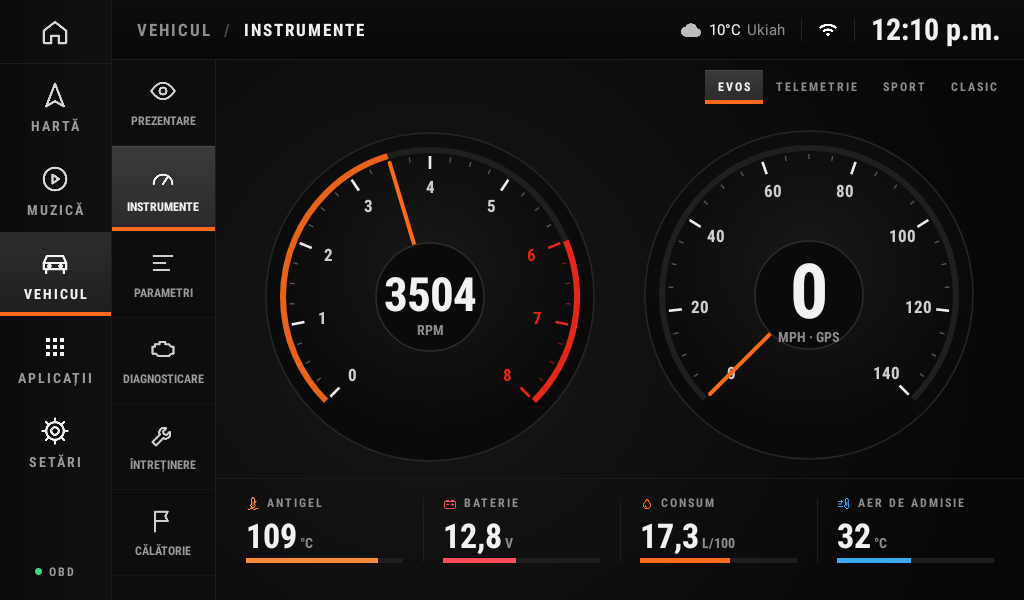 VEHICUL / INSTRUMENTE
10°C Ukiah
12:10 p.m.
HARTĂ
MUZICĂ
VEHICUL
APLICAȚII
SETĂRI
OBD
PREZENTARE
INSTRUMENTE
PARAMETRI
DIAGNOSTICARE
ÎNTREȚINERE
CĂLĂTORIE
EVOS TELEMETRIE SPORT CLASIC
0 1 2 3 4 5 6 7 8
3504
RPM
0 20 40 60 80 100 120 140
0
MPH · GPS
ANTIGEL
109 °C
BATERIE
12,8 V
CONSUM
17,3 L/100
AER DE ADMISIE
32 °C